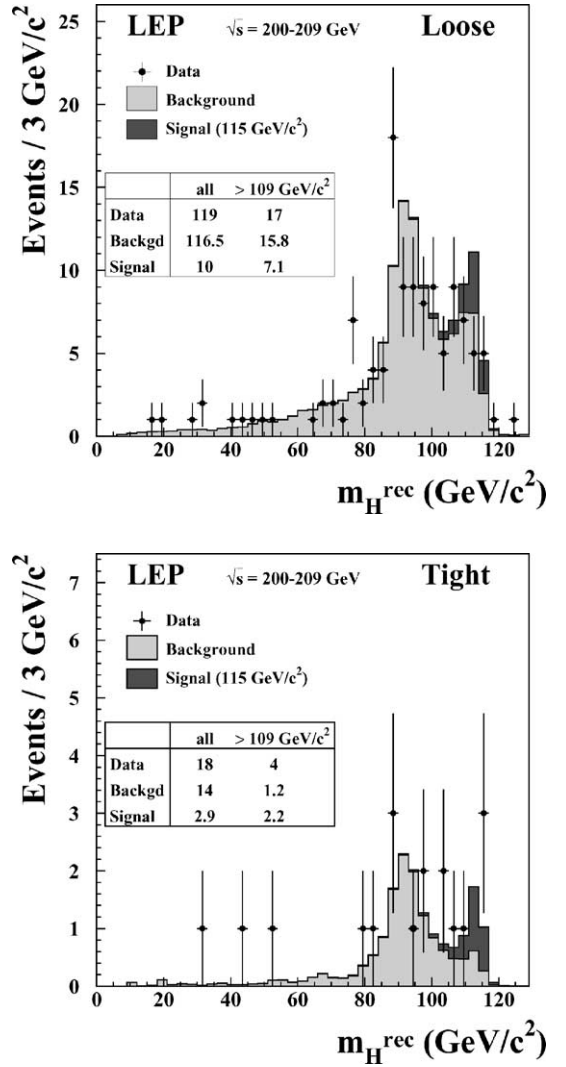 LEP √s = 200-209 GeV Loose
Data
Background
Signal (115 GeV/c²)
all > 109 GeV/c²
Data 119 17
Backgd 116.5 15.8
Signal 10 7.1
Events / 3 GeV/c²
25
20
15
10
5
0
0 20 40 60 80 100 120
m_H^rec (GeV/c²)
LEP √s = 200-209 GeV Tight
Data
Background
Signal (115 GeV/c²)
all > 109 GeV/c²
Data 18 4
Backgd 14 1.2
Signal 2.9 2.2
Events / 3 GeV/c²
7
6
5
4
3
2
1
0
0 20 40 60 80 100 120
m_H^rec (GeV/c²)